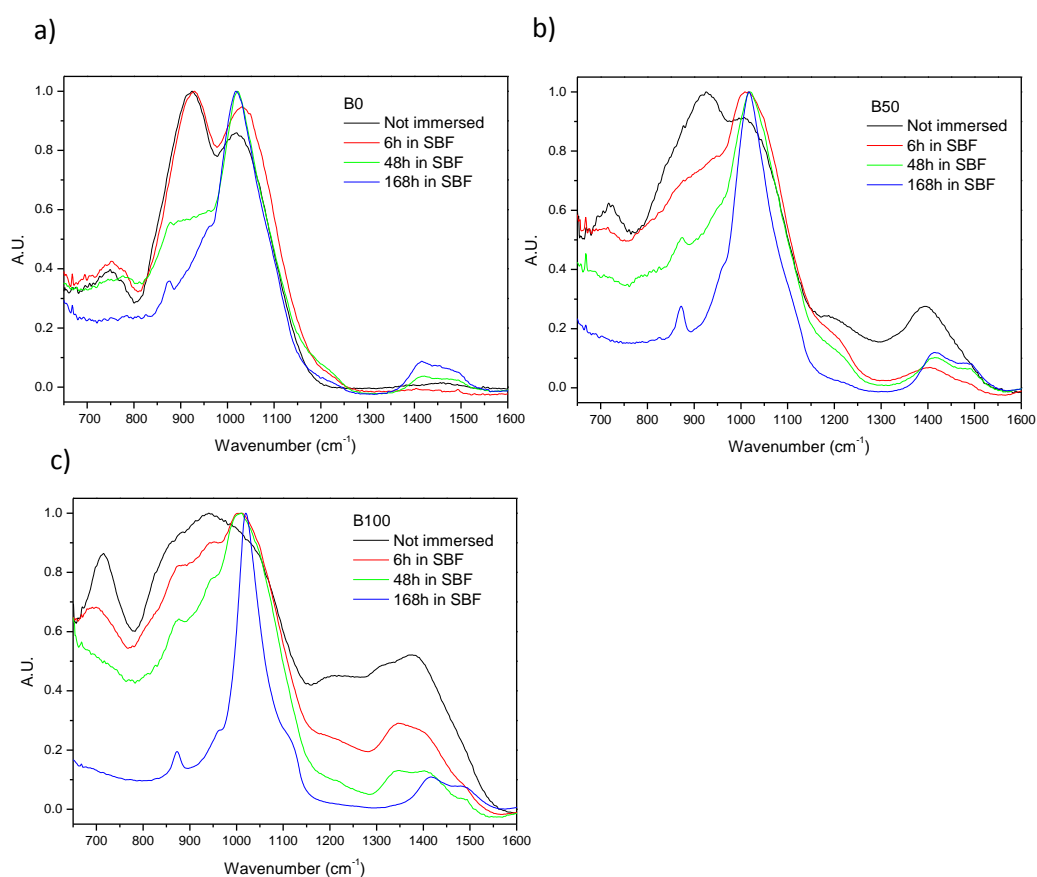 a)
B0
Not immersed
6h in SBF
48h in SBF
168h in SBF
1.0
0.8
0.6
0.4
0.2
0.0
A.U.
700 800 900 1000 1100 1200 1300 1400 1500 1600
Wavenumber (cm-1)
b)
B50
Not immersed
6h in SBF
48h in SBF
168h in SBF
1.0
0.8
0.6
0.4
0.2
0.0
A.U.
700 800 900 1000 1100 1200 1300 1400 1500 1600
Wavenumber (cm-1)
c)
B100
Not immersed
6h in SBF
48h in SBF
168h in SBF
1.0
0.8
0.6
0.4
0.2
0.0
A.U.
700 800 900 1000 1100 1200 1300 1400 1500 1600
Wavenumber (cm-1)